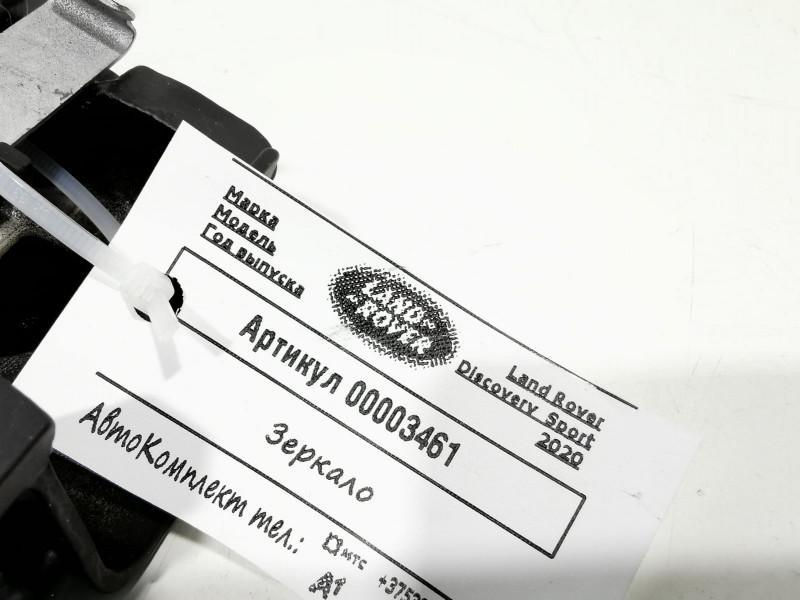 Марка
Модель
Год выпуска
LAND
ROVER
Land Rover
Discovery Sport
2020
Артикул 00003461
Зеркало
АвтоКомплект тел.:
МТС
A1